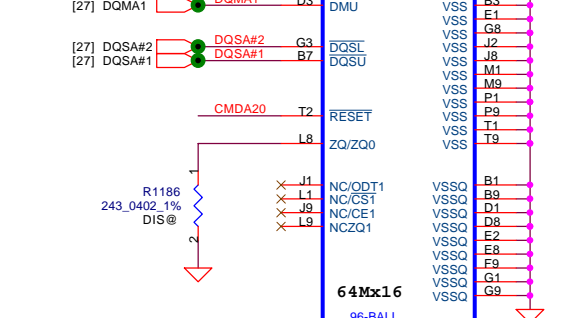 [27] DQMA1 DQMA1 D3 DMU VSS B3
VSS E1
VSS G8
[27] DQSA#2 DQSA#2 G3 DQSL VSS J2
[27] DQSA#1 DQSA#1 B7 DQSU VSS J8
VSS M1
VSS M9
VSS P1
CMDA20 T2 RESET VSS P9
VSS T1
L8 ZQ/ZQ0 VSS T9
1
J1 NC/ODT1 VSSQ B1
R1186 L1 NC/CS1 VSSQ B9
243_0402_1% J9 NC/CE1 VSSQ D1
DIS@ L9 NCZQ1 VSSQ D8
2 VSSQ E2
VSSQ E8
VSSQ F9
VSSQ G1
64Mx16 VSSQ G9
96-BALL